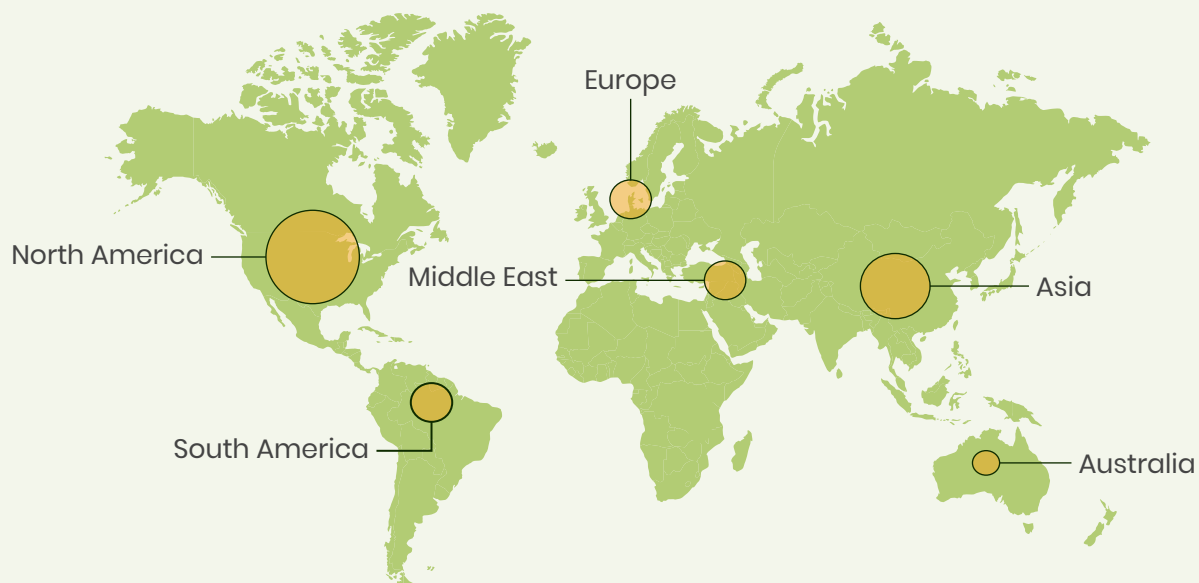 Europe
North America
Middle East
Asia
South America
Australia